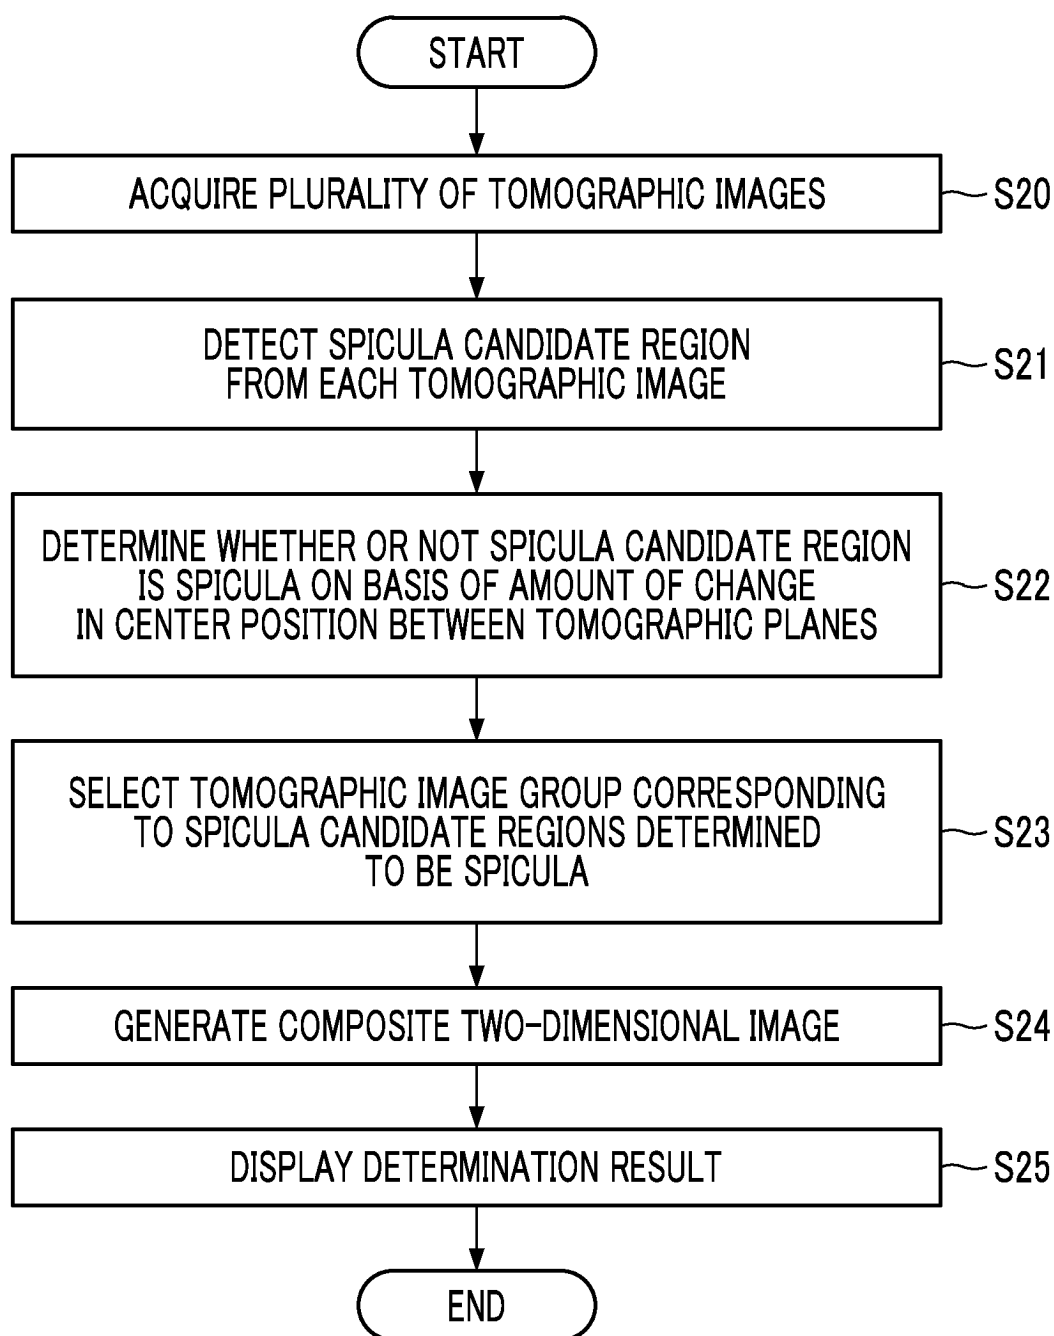 START
ACQUIRE PLURALITY OF TOMOGRAPHIC IMAGES
S20
DETECT SPICULA CANDIDATE REGION
FROM EACH TOMOGRAPHIC IMAGE
S21
DETERMINE WHETHER OR NOT SPICULA CANDIDATE REGION
IS SPICULA ON BASIS OF AMOUNT OF CHANGE
IN CENTER POSITION BETWEEN TOMOGRAPHIC PLANES
S22
SELECT TOMOGRAPHIC IMAGE GROUP CORRESPONDING
TO SPICULA CANDIDATE REGIONS DETERMINED
TO BE SPICULA
S23
GENERATE COMPOSITE TWO-DIMENSIONAL IMAGE
S24
DISPLAY DETERMINATION RESULT
S25
END